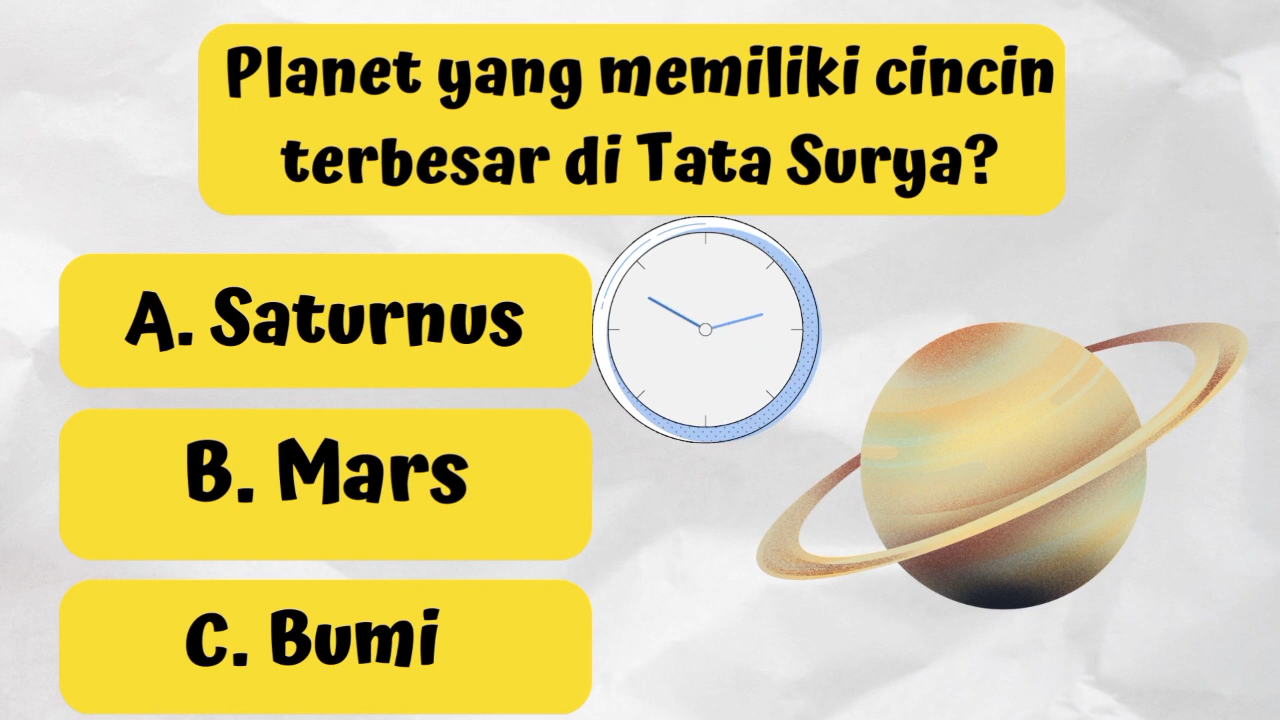 Planet yang memiliki cincin
terbesar di Tata Surya?
A. Saturnus
B. Mars
C. Bumi